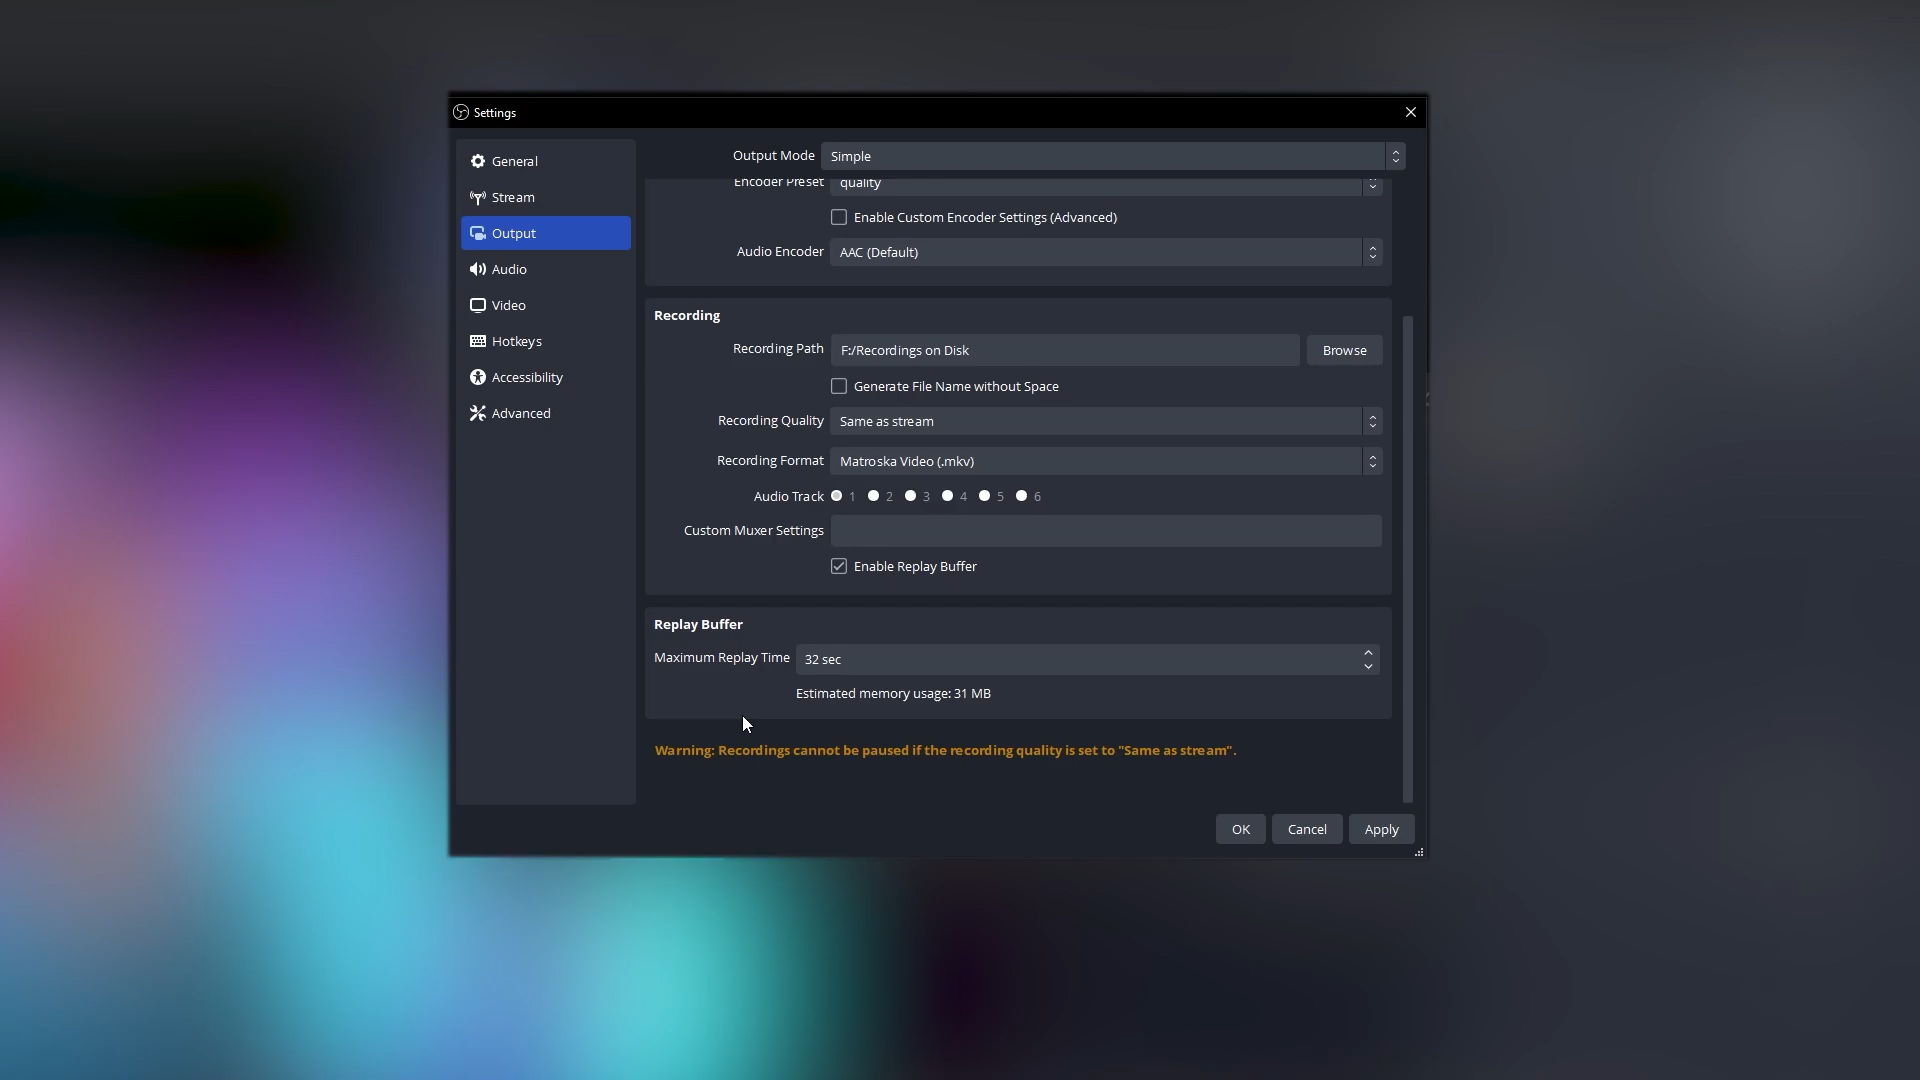 Settings
General
Stream
Output
Audio
Video
Hotkeys
Accessibility
Advanced
Output Mode Simple
Encoder Preset quality
Enable Custom Encoder Settings (Advanced)
Audio Encoder AAC (Default)
Recording
Recording Path F:/Recordings on Disk Browse
Generate File Name without Space
Recording Quality Same as stream
Recording Format Matroska Video (.mkv)
Audio Track 1 2 3 4 5 6
Custom Muxer Settings
Enable Replay Buffer
Replay Buffer
Maximum Replay Time 32 sec
Estimated memory usage: 31 MB
Warning: Recordings cannot be paused if the recording quality is set to "Same as stream".
OK Cancel Apply